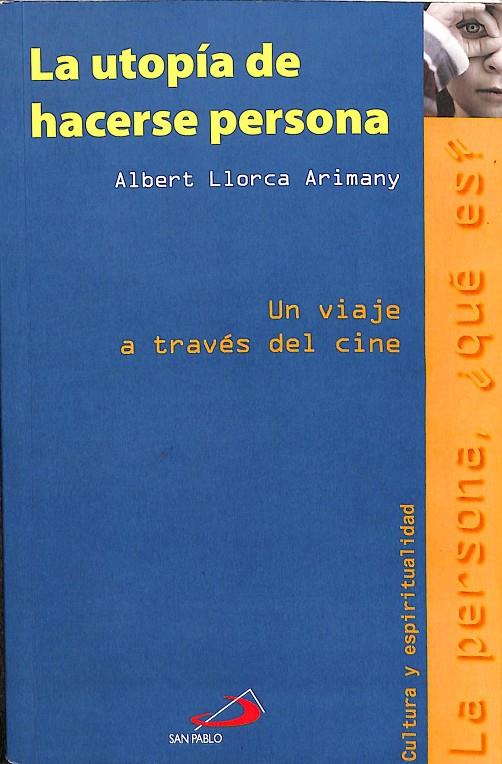 La utopía de
hacerse persona
Albert Llorca Arimany
Un viaje
a través del cine
Cultura y espiritualidad
La persona, ¿qué es?
SAN PABLO